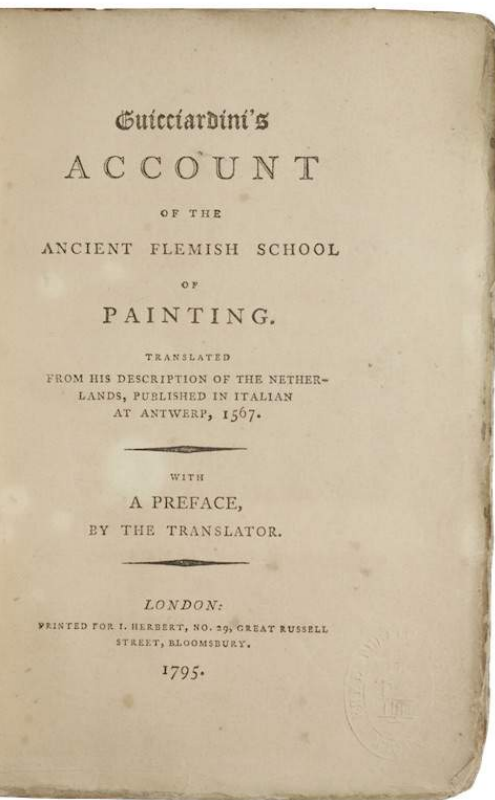 Guicciardini's
ACCOUNT
OF THE
ANCIENT FLEMISH SCHOOL
OF
PAINTING.
TRANSLATED
FROM HIS DESCRIPTION OF THE NETHER-
LANDS, PUBLISHED IN ITALIAN
AT ANTWERP, 1567.
WITH
A PREFACE,
BY THE TRANSLATOR.
LONDON:
PRINTED FOR I. HERBERT, NO. 29, GREAT RUSSELL
STREET, BLOOMSBURY.
1795.